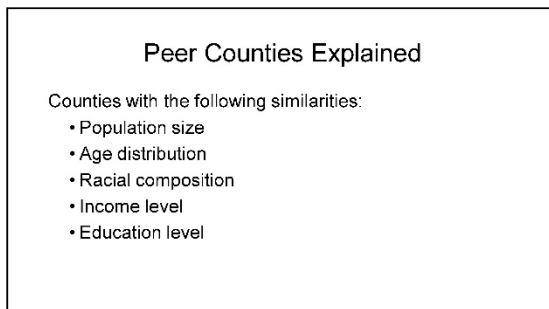 Peer Counties Explained
Counties with the following similarities:
• Population size
• Age distribution
• Racial composition
• Income level
• Education level